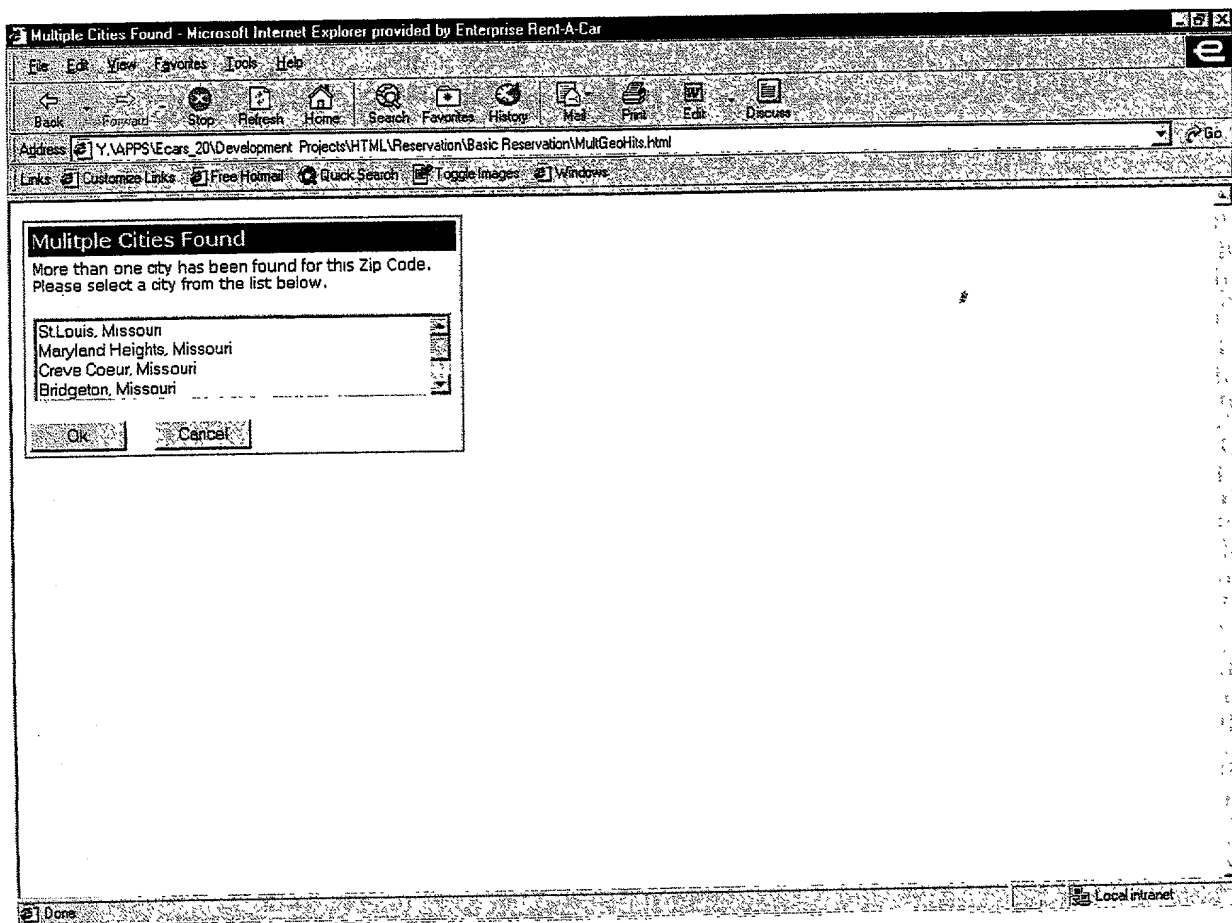 Multiple Cities Found - Microsoft Internet Explorer provided by Enterprise Rent-A-Car
File Edit View Favorites Tools Help
Back Forward Stop Refresh Home Search Favorites History Mail Print Edit Discuss
Address Y:\APPS\Ecars_20\Development Projects\HTML\Reservation\Basic Reservation\MultGeoHits.html Go
Links Customize Links Free Hotmail Quick Search Toggle Images Windows
Mulitple Cities Found
More than one city has been found for this Zip Code.
Please select a city from the list below.
St.Louis, Missouri
Maryland Heights, Missouri
Creve Coeur, Missouri
Bridgeton, Missouri
Ok Cancel
Done Local intranet